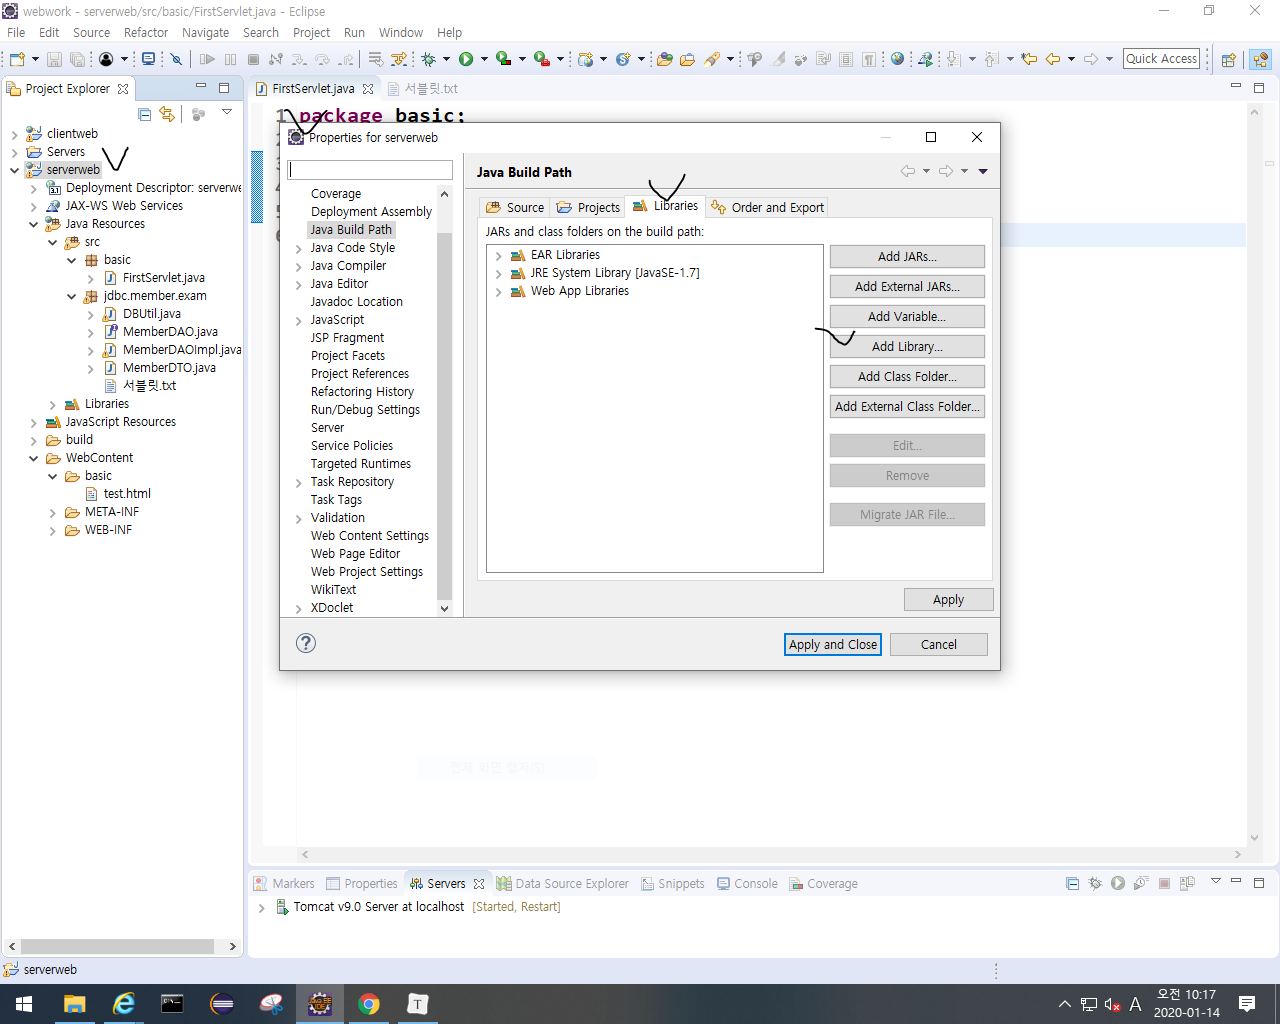 webwork - serverweb/src/basic/FirstServlet.java - Eclipse
File Edit Source Refactor Navigate Search Project Run Window Help
Quick Access
Project Explorer
clientweb
Servers
serverweb
Deployment Descriptor: serverwe
JAX-WS Web Services
Java Resources
src
basic
FirstServlet.java
jdbc.member.exam
DBUtil.java
MemberDAO.java
MemberDAOImpl.java
MemberDTO.java
서블릿.txt
Libraries
JavaScript Resources
build
WebContent
basic
test.html
META-INF
WEB-INF
FirstServlet.java 서블릿.txt
1 package basic;
Properties for serverweb
Coverage
Deployment Assembly
Java Build Path
Java Code Style
Java Compiler
Java Editor
Javadoc Location
JavaScript
JSP Fragment
Project Facets
Project References
Refactoring History
Run/Debug Settings
Server
Service Policies
Targeted Runtimes
Task Repository
Task Tags
Validation
Web Content Settings
Web Page Editor
Web Project Settings
WikiText
XDoclet
Java Build Path
Source Projects Libraries Order and Export
JARs and class folders on the build path:
EAR Libraries
JRE System Library [JavaSE-1.7]
Web App Libraries
Add JARs...
Add External JARs...
Add Variable...
Add Library...
Add Class Folder...
Add External Class Folder...
Edit...
Remove
Migrate JAR File...
Apply
Apply and Close Cancel
Markers Properties Servers Data Source Explorer Snippets Console Coverage
Tomcat v9.0 Server at localhost [Started, Restart]
serverweb
A 오전 10:17
2020-01-14